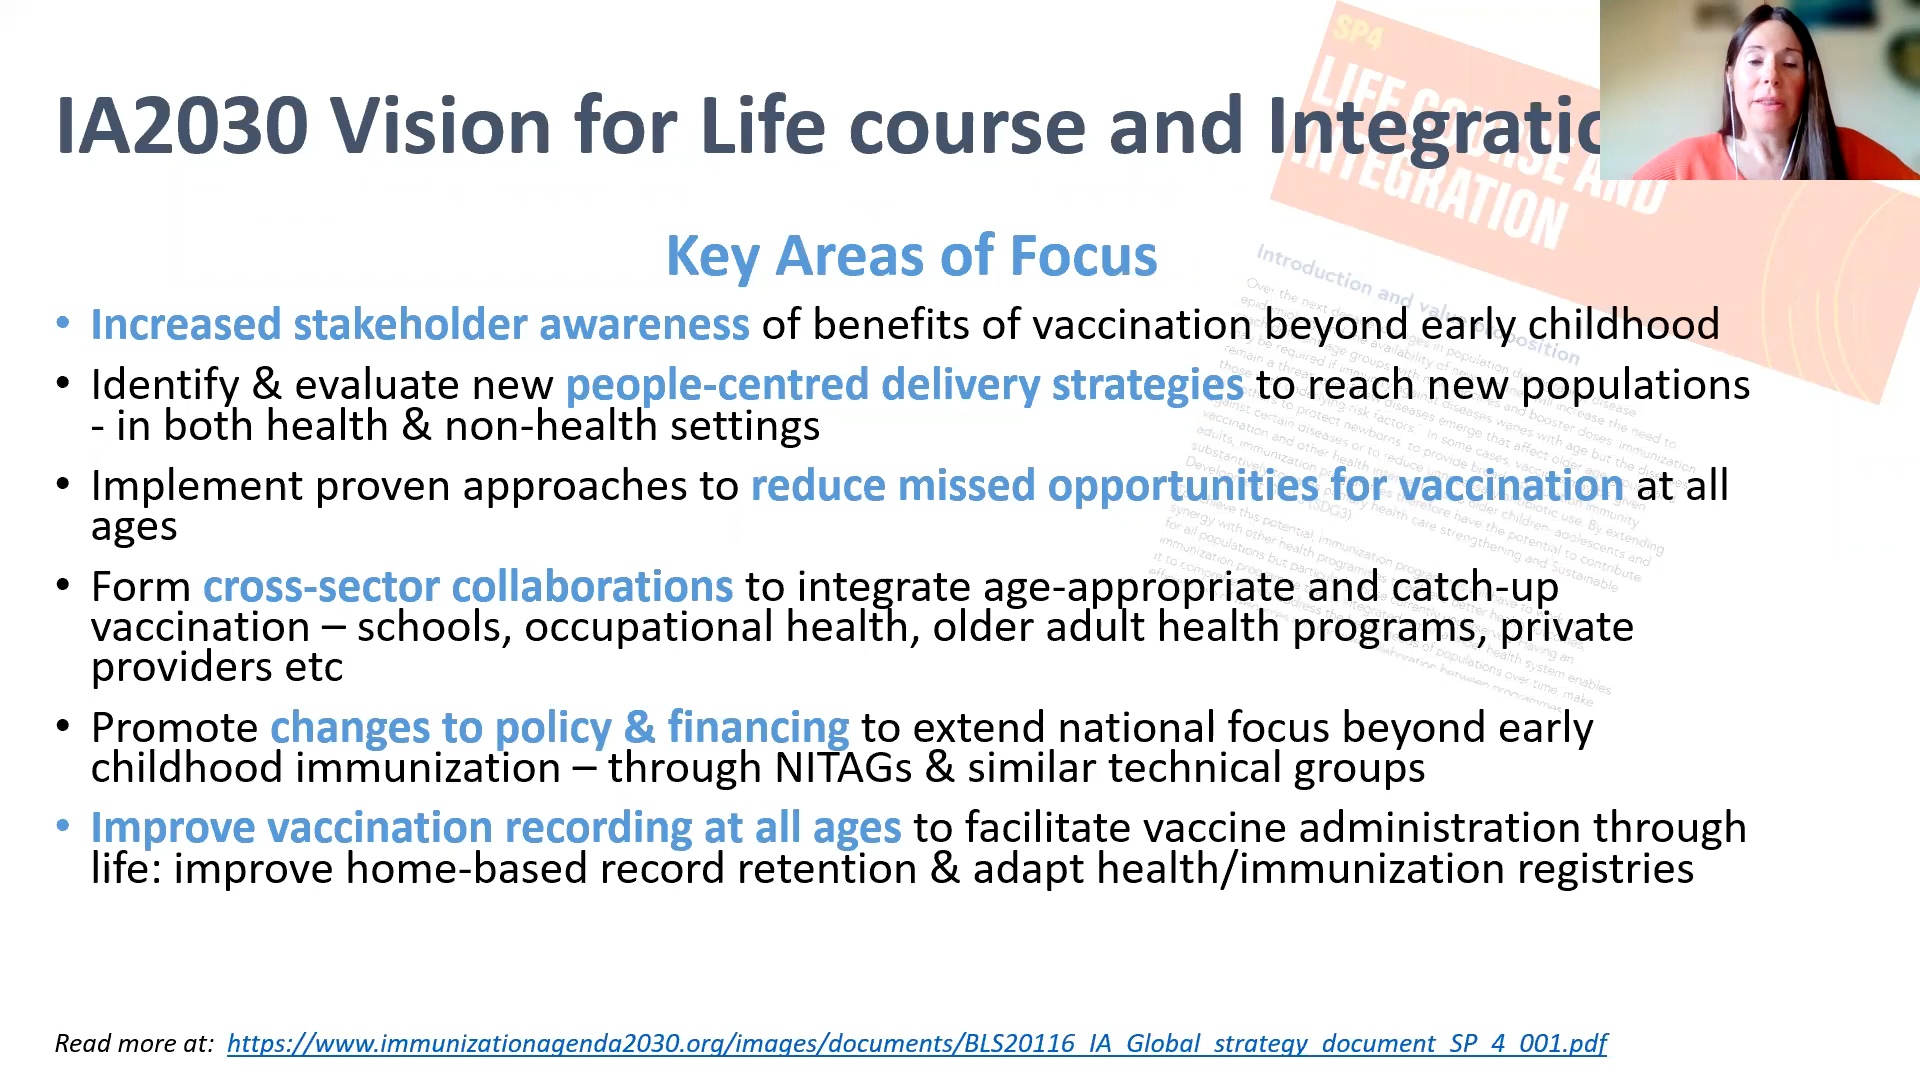 IA2030 Vision for Life course and Integratio
SP4
LIFE COURSE AND
INTEGRATION
Key Areas of Focus
Introduction and value proposition
• Increased stakeholder awareness of benefits of vaccination beyond early childhood
• Identify & evaluate new people-centred delivery strategies to reach new populations
- in both health & non-health settings
• Implement proven approaches to reduce missed opportunities for vaccination at all
ages
• Form cross-sector collaborations to integrate age-appropriate and catch-up
vaccination – schools, occupational health, older adult health programs, private
providers etc
• Promote changes to policy & financing to extend national focus beyond early
childhood immunization – through NITAGs & similar technical groups
• Improve vaccination recording at all ages to facilitate vaccine administration through
life: improve home-based record retention & adapt health/immunization registries
Read more at: https://www.immunizationagenda2030.org/images/documents/BLS20116_IA_Global_strategy_document_SP_4_001.pdf